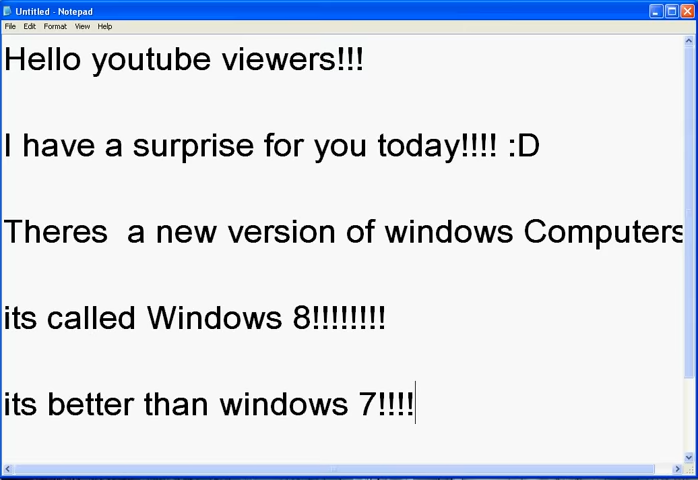 Untitled - Notepad
File Edit Format View Help
Hello youtube viewers!!!
I have a surprise for you today!!!! :D
Theres  a new version of windows Computers
its called Windows 8!!!!!!!!
its better than windows 7!!!!